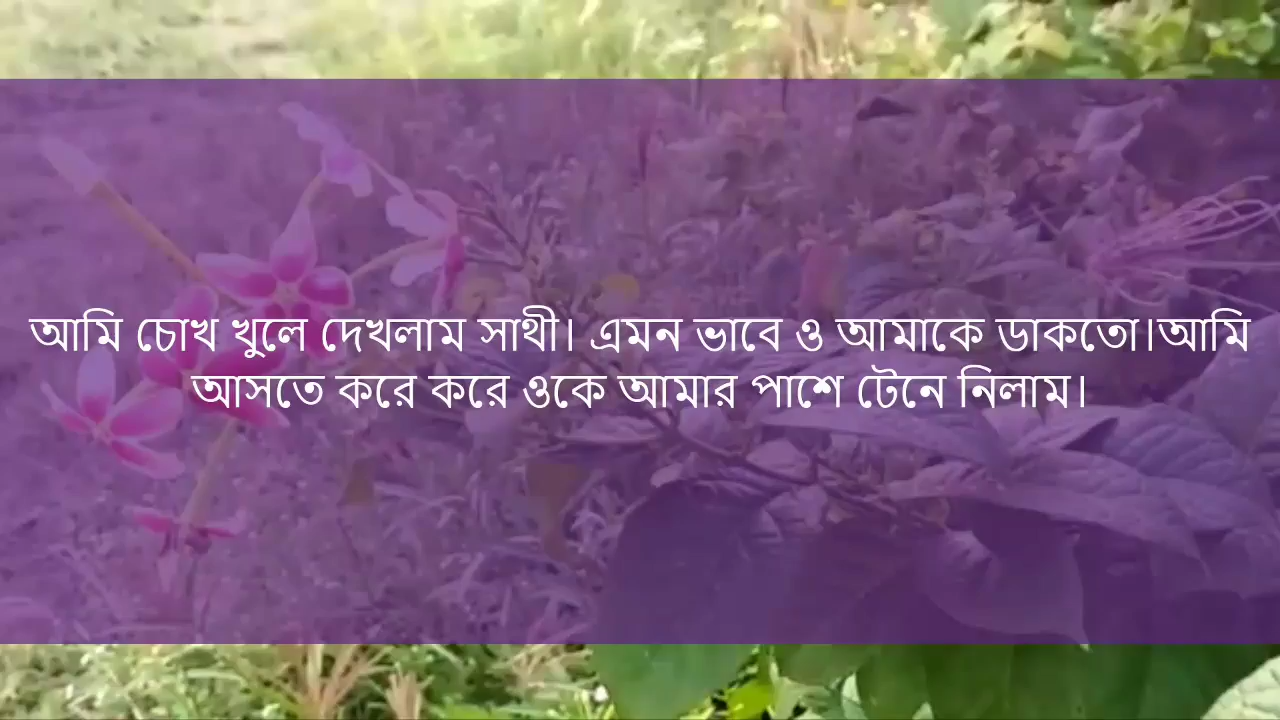 আমি চোখ খুলে দেখলাম সাথী। এমন ভাবে ও আমাকে ডাকতো।আমি
আসতে করে করে ওকে আমার পাশে টেনে নিলাম।